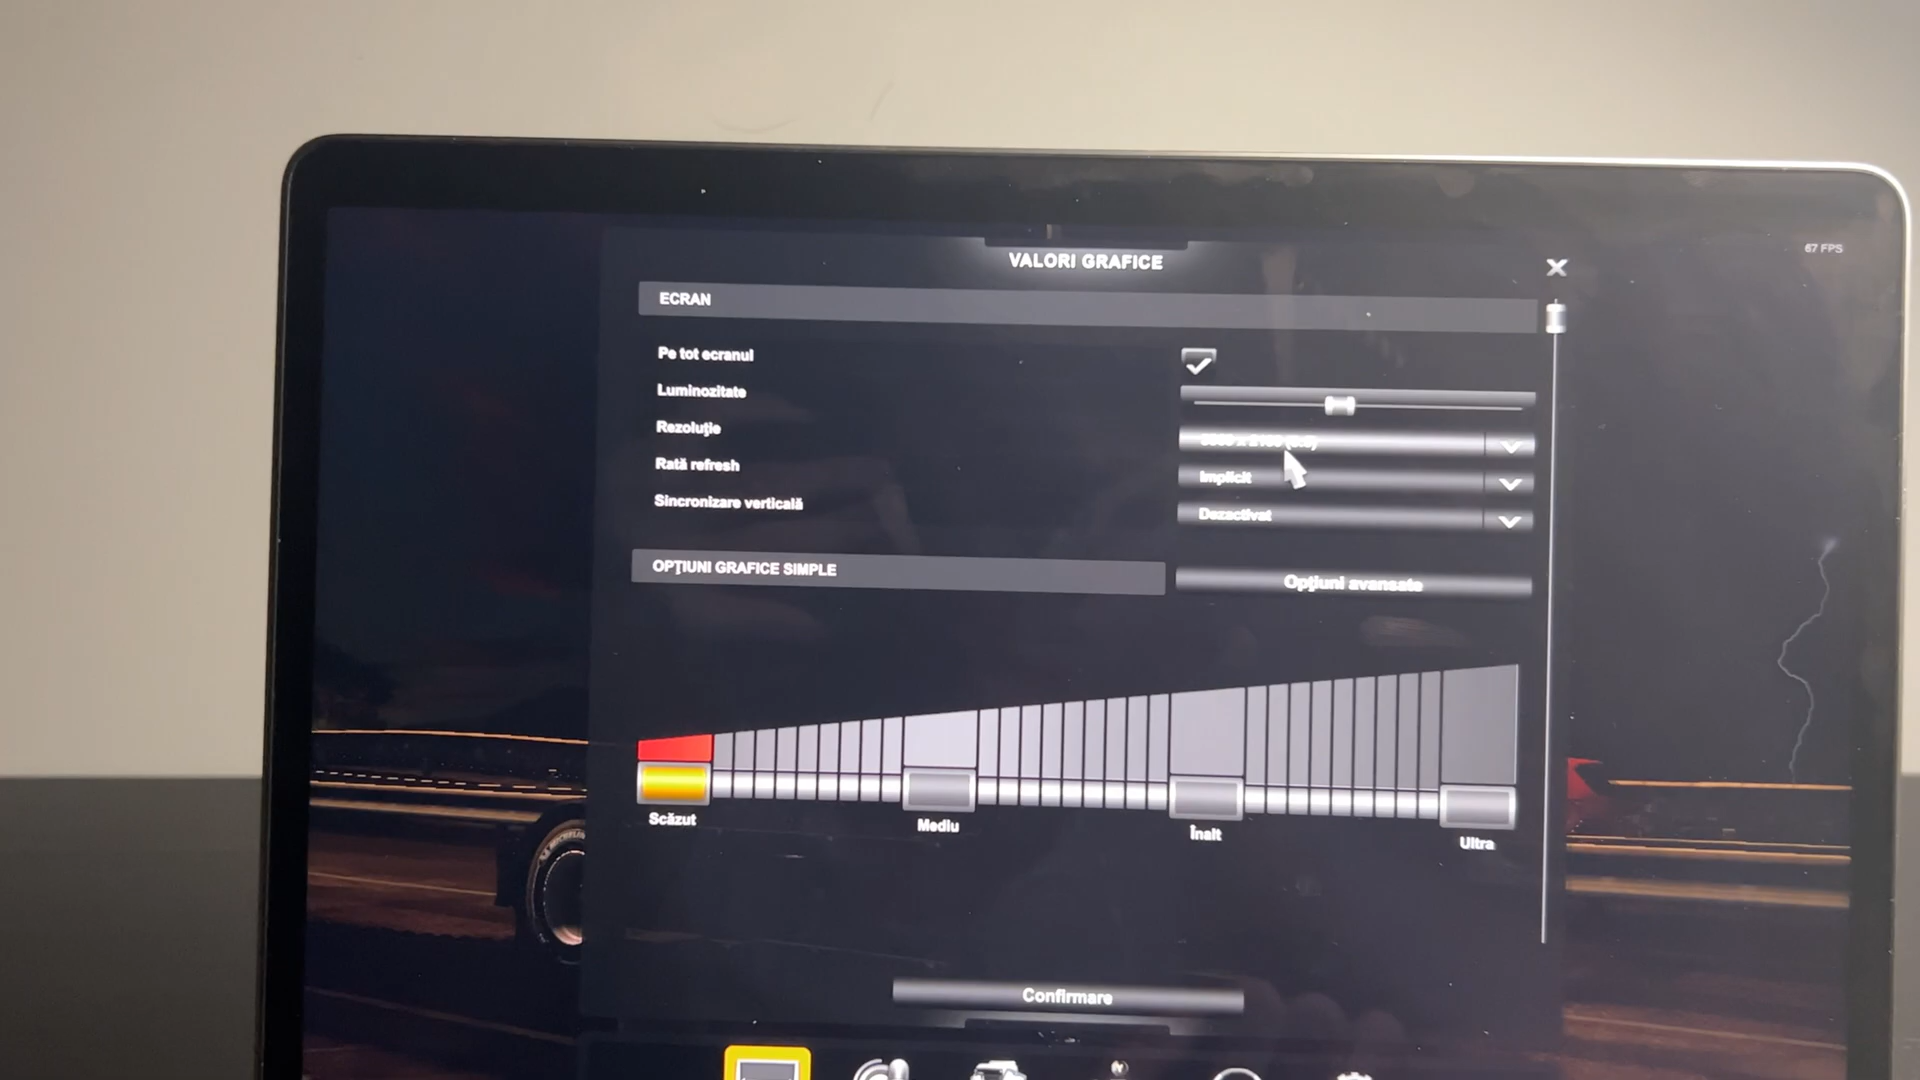 67 FPS
VALORI GRAFICE
ECRAN
Pe tot ecranul
Luminozitate
Rezoluție
Rată refresh
Implicit
Sincronizare verticală
Dezactivat
OPȚIUNI GRAFICE SIMPLE
Opțiuni avansate
Scăzut
Mediu
Înalt
Ultra
Confirmare